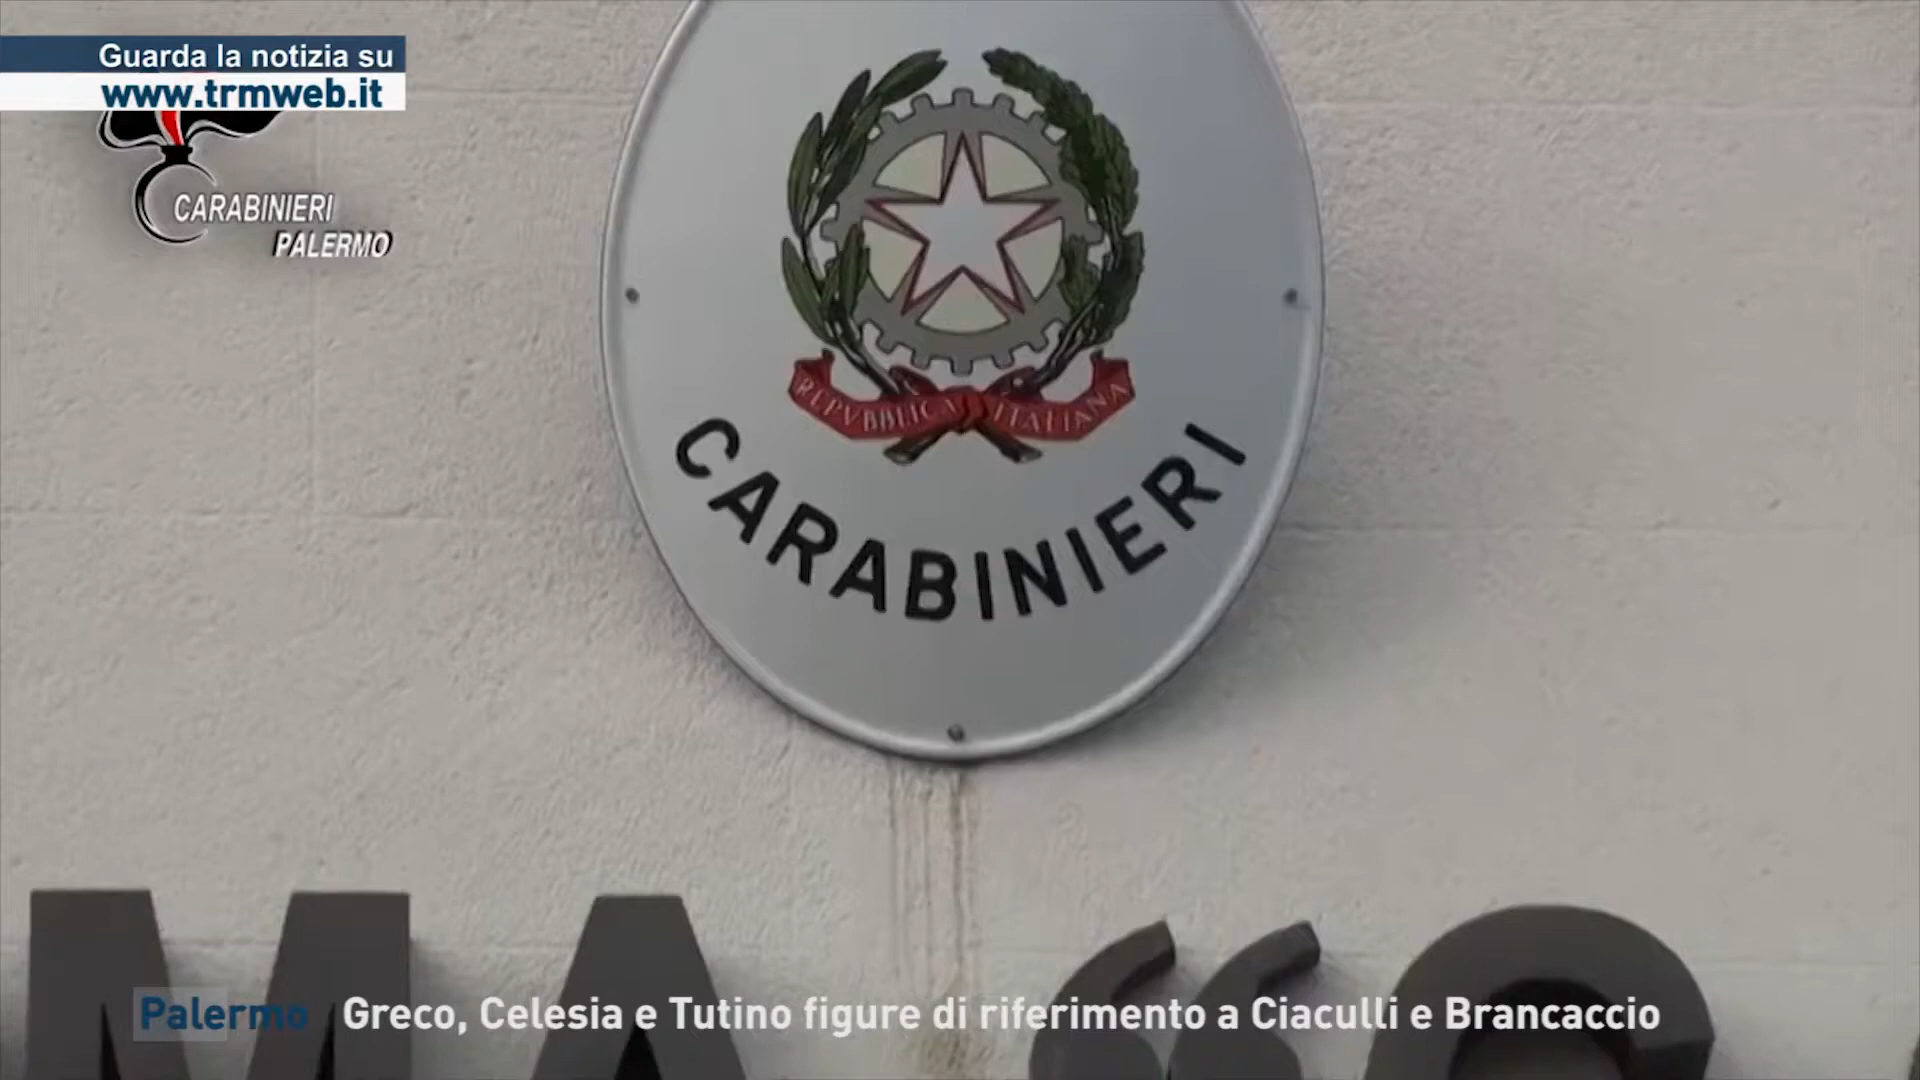 Guarda la notizia su
www.trmweb.it
CARABINIERI
PALERMO
REPVBBLICA ITALIANA
CARABINIERI
MA “C
Palermo Greco, Celesia e Tutino figure di riferimento a Ciaculli e Brancaccio